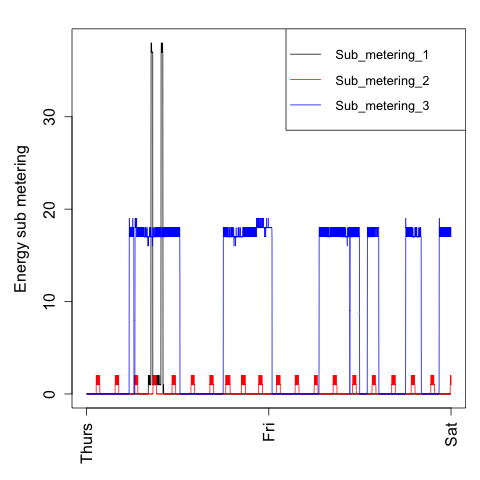 Sub_metering_1
Sub_metering_2
Sub_metering_3
Energy sub metering
30
20
10
0
Thurs
Fri
Sat